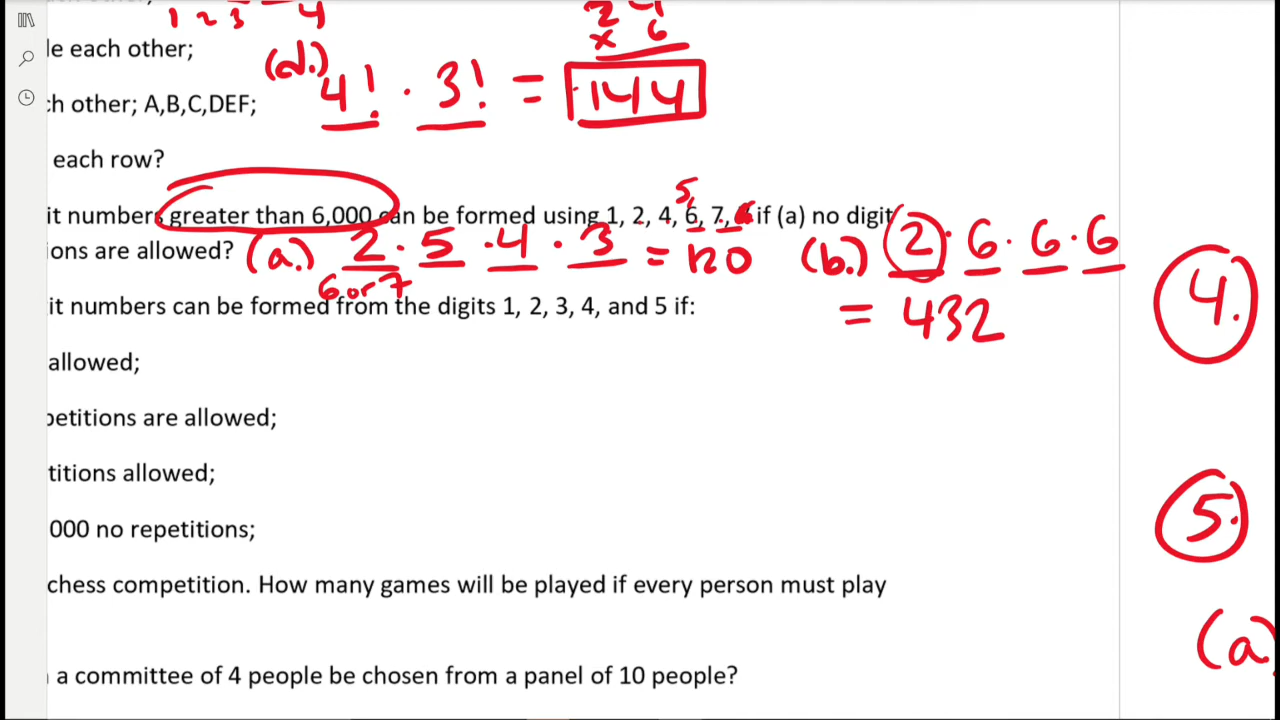 1 2 3 4
le each other;
(d.) 4! · 3! = 144
2 4
x 6
ch other; A,B,C,DEF;
each row?
5,
it numbers greater than 6,000 can be formed using 1, 2, 4, 6, 7, if (a) no digit
ions are allowed? (a.) 2 · 5 · 4 · 3 = 120 (b.) 2 · 6 · 6 · 6
6 or 7
it numbers can be formed from the digits 1, 2, 3, 4, and 5 if:
= 432
4.
allowed;
petitions are allowed;
titions allowed;
5.
000 no repetitions;
chess competition. How many games will be played if every person must play
(a)
a committee of 4 people be chosen from a panel of 10 people?